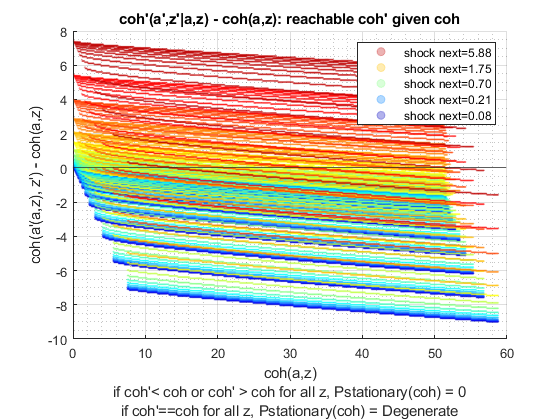 coh'(a',z'|a,z) - coh(a,z): reachable coh' given coh
8
6
4
2
0
-2
-4
-6
-8
-10
coh(a'(a,z), z') - coh(a,z)
shock next=5.88
shock next=1.75
shock next=0.70
shock next=0.21
shock next=0.08
0 10 20 30 40 50 60
coh(a,z)
if coh'< coh or coh' > coh for all z, Pstationary(coh) = 0
if coh'==coh for all z, Pstationary(coh) = Degenerate